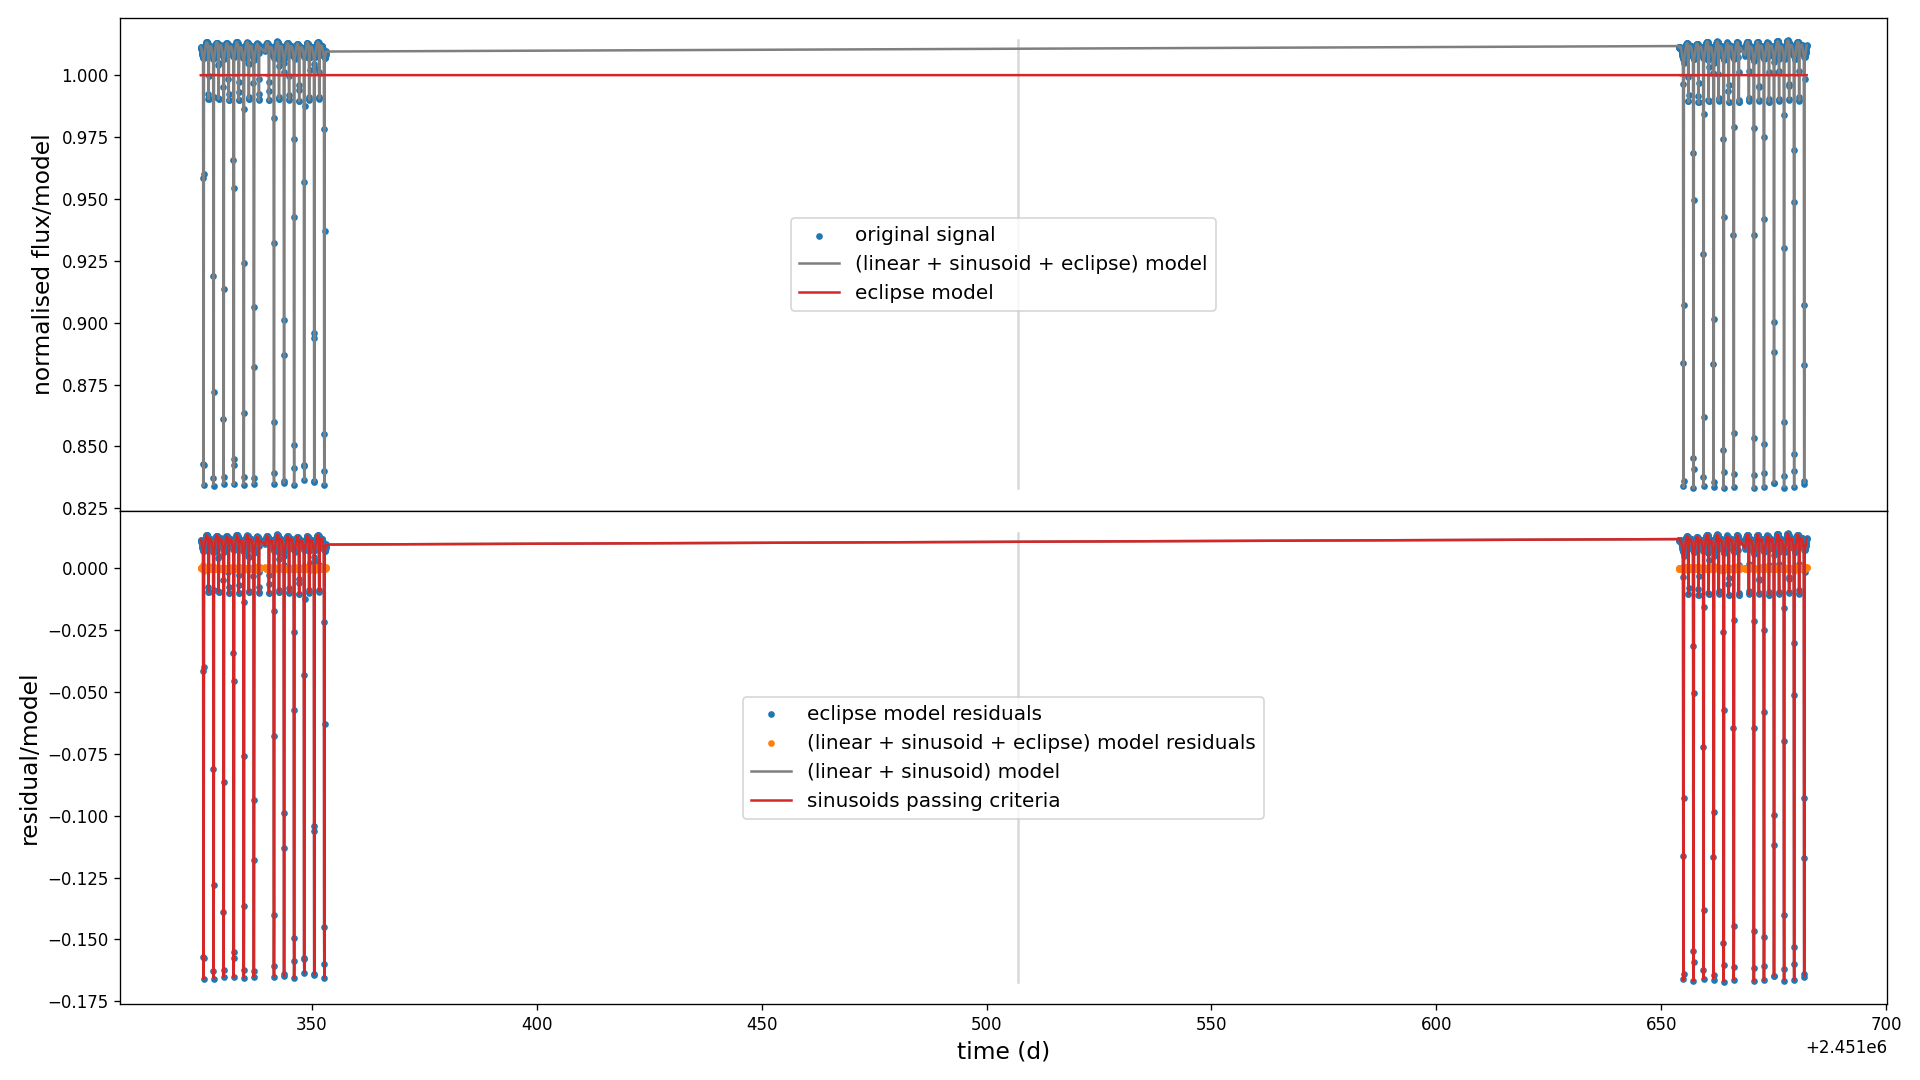 normalised flux/model
1.000
0.975
0.950
0.925
0.900
0.875
0.850
0.825
original signal
(linear + sinusoid + eclipse) model
eclipse model
residual/model
0.000
−0.025
−0.050
−0.075
−0.100
−0.125
−0.150
−0.175
eclipse model residuals
(linear + sinusoid + eclipse) model residuals
(linear + sinusoid) model
sinusoids passing criteria
350 400 450 500 550 600 650 700
time (d)
+2.451e6